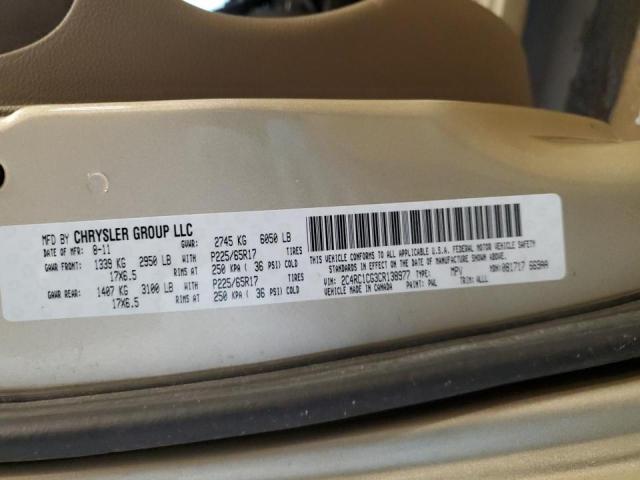 MFD BY CHRYSLER GROUP LLC
DATE OF MFR: 8-11 GVWR: 2745 KG 6050 LB
GAWR FRONT: 1339 KG 2950 LB WITH P225/65R17 TIRES
17X6.5 RIMS AT 250 KPA ( 36 PSI) COLD
GAWR REAR: 1407 KG 3100 LB WITH P225/65R17 TIRES
17X6.5 RIMS AT 250 KPA ( 36 PSI) COLD
THIS VEHICLE CONFORMS TO ALL APPLICABLE U.S.A. FEDERAL MOTOR VEHICLE SAFETY
STANDARDS IN EFFECT ON THE DATE OF MANUFACTURE SHOWN ABOVE.
VIN: 2C4RC1CG3CR138977 TYPE: MPV MDH: 081717 669AA
VEHICLE MADE IN CANADA PAINT: PWL TRIM: ALLL